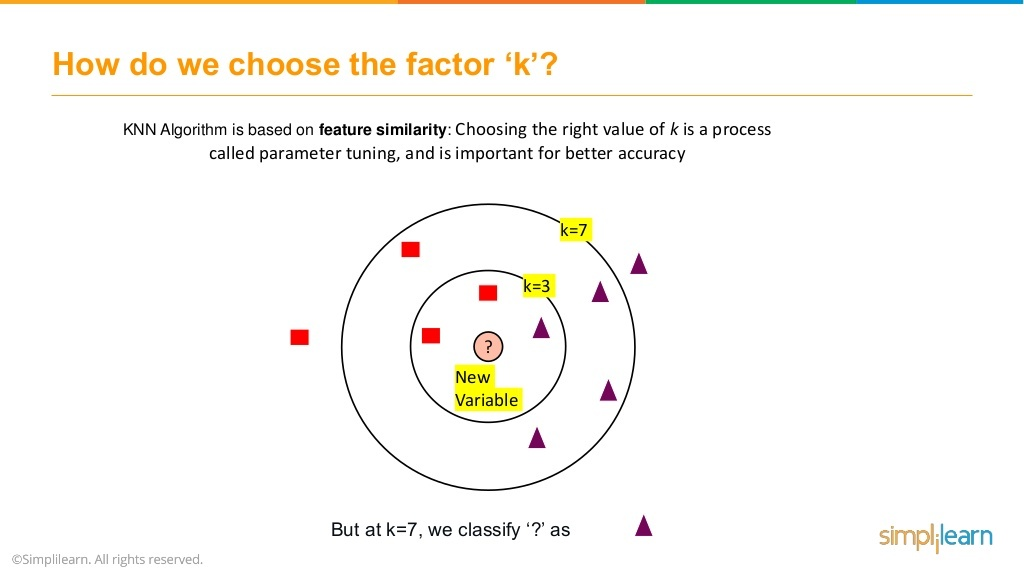 How do we choose the factor ‘k’?
KNN Algorithm is based on feature similarity: Choosing the right value of k is a process
called parameter tuning, and is important for better accuracy
k=7
k=3
?
New
Variable
But at k=7, we classify ‘?’ as
simplilearn
©Simplilearn. All rights reserved.